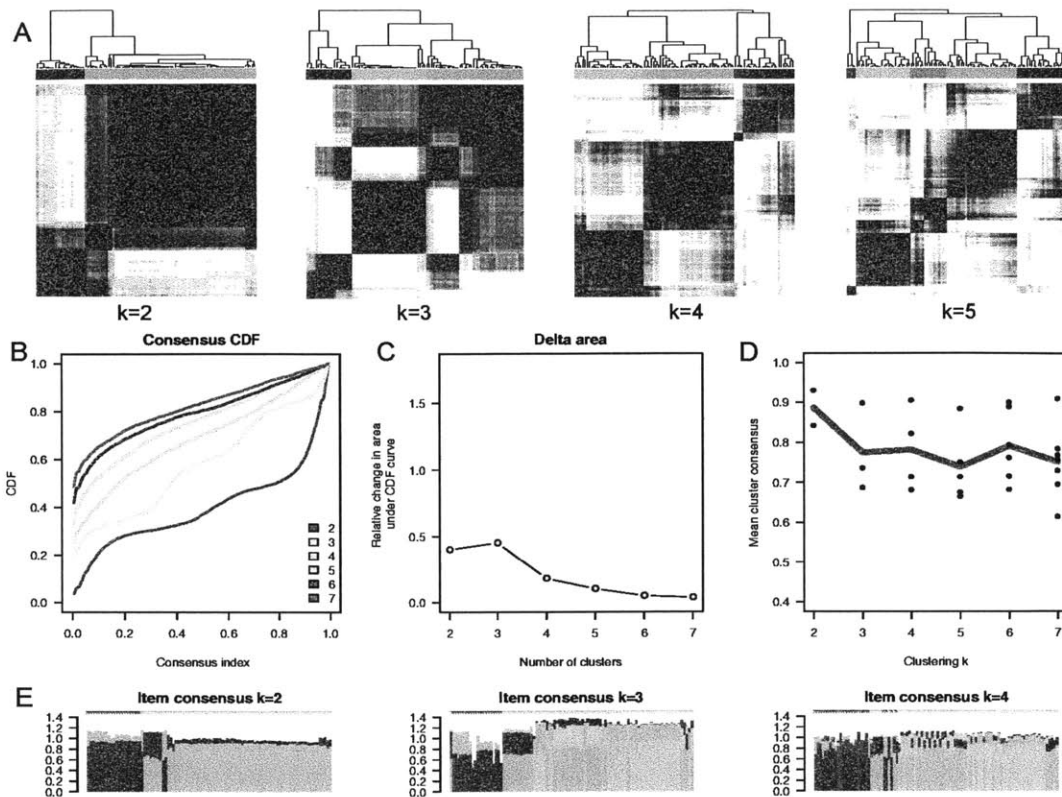 A
k=2 k=3 k=4 k=5
B
Consensus CDF
CDF
1.0
0.8
0.6
0.4
0.2
0.0
0.0 0.2 0.4 0.6 0.8 1.0
Consensus index
2
3
4
5
6
7
C
Delta area
Relative change in area
under CDF curve
1.5
1.0
0.5
0.0
2 3 4 5 6 7
Number of clusters
D
Mean cluster consensus
1.0
0.9
0.8
0.7
0.6
0.5
0.4
2 3 4 5 6 7
Clustering k
E
Item consensus k=2
1.4
1.2
1.0
0.8
0.6
0.4
0.2
0.0
Item consensus k=3
1.4
1.2
1.0
0.8
0.6
0.4
0.2
0.0
Item consensus k=4
1.4
1.2
1.0
0.8
0.6
0.4
0.2
0.0